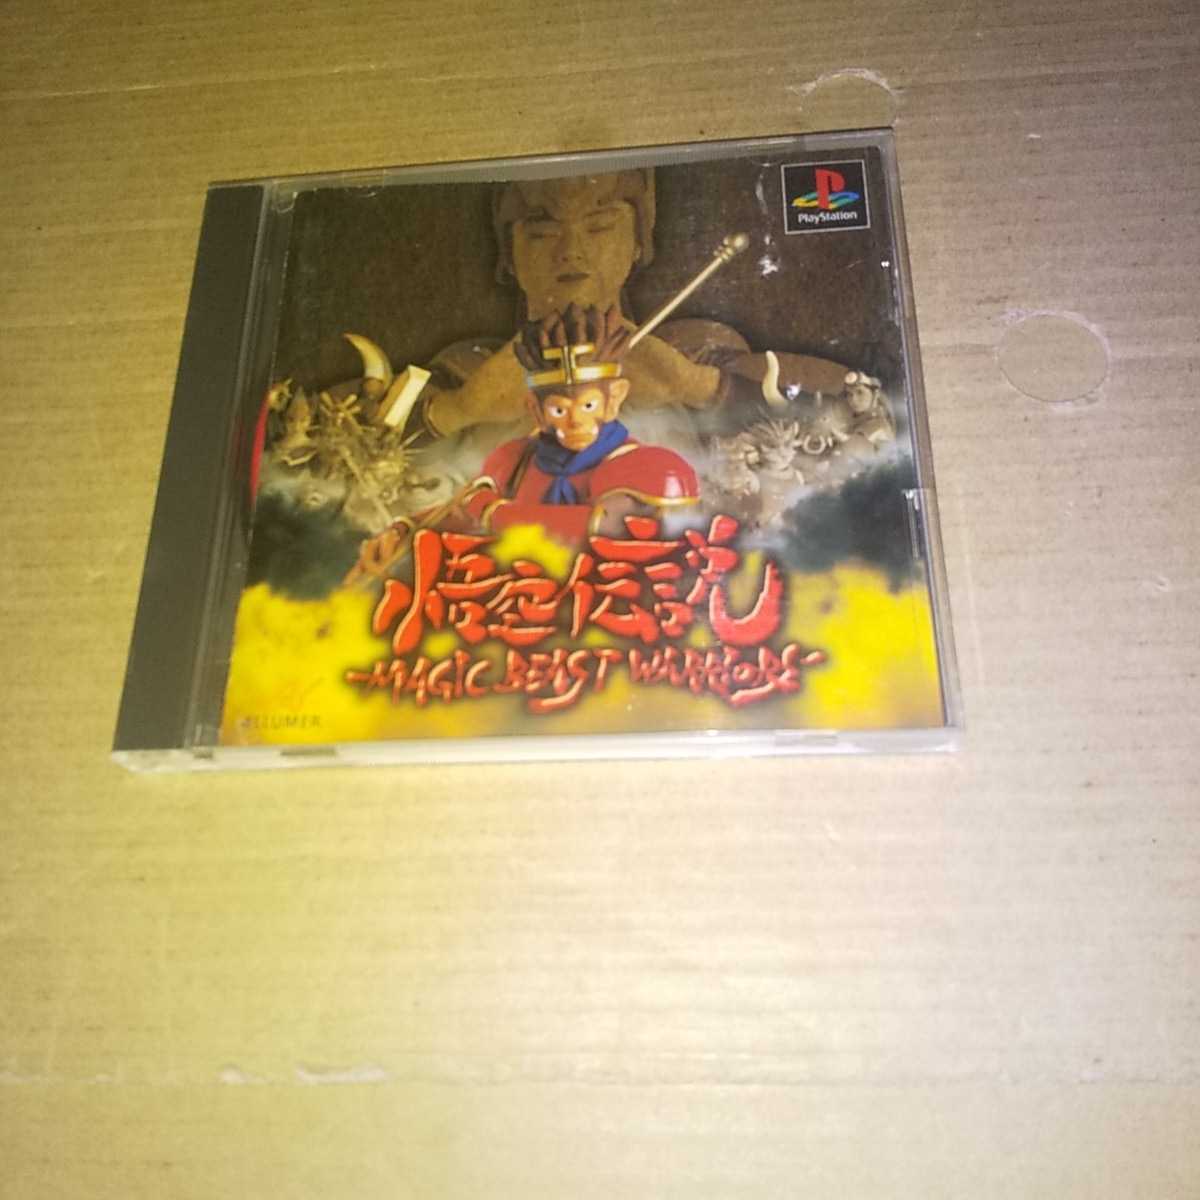 PlayStation
悟空伝説
-MAGIC BEAST WARRIORS-
ALLUMER